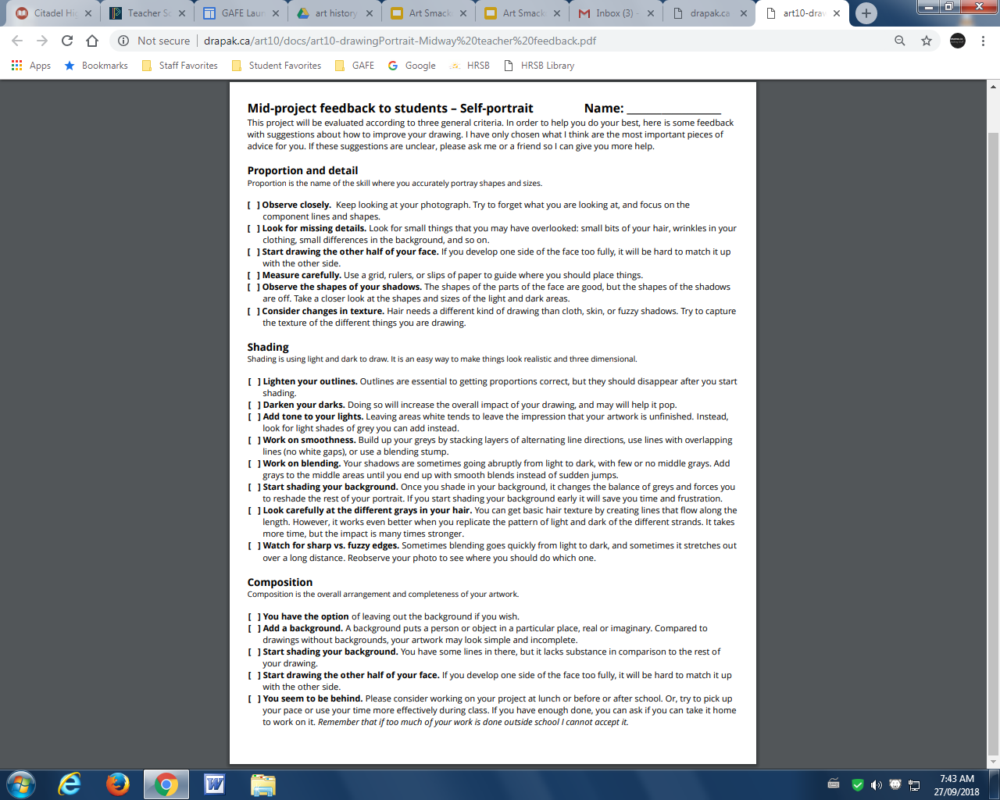 Citadel Hi
Teacher S
GAFE Laun
art history
Art Smack
Art Smack
Inbox (3) -
drapak.ca
art10-draw
Not secure | drapak.ca/art10/docs/art10-drawingPortrait-Midway%20teacher%20feedback.pdf
Apps Bookmarks Staff Favorites Student Favorites GAFE Google HRSB HRSB Library
Mid-project feedback to students – Self-portrait Name: ____________________
This project will be evaluated according to three general criteria. In order to help you do your best, here is some feedback
with suggestions about how to improve your drawing. I have only chosen what I think are the most important pieces of
advice for you. If these suggestions are unclear, please ask me or a friend so I can give you more help.
Proportion and detail
Proportion is the name of the skill where you accurately portray shapes and sizes.
[ ] Observe closely. Keep looking at your photograph. Try to forget what you are looking at, and focus on the
component lines and shapes.
[ ] Look for missing details. Look for small things that you may have overlooked: small bits of your hair, wrinkles in your
clothing, small differences in the background, and so on.
[ ] Start drawing the other half of your face. If you develop one side of the face too fully, it will be hard to match it up
with the other side.
[ ] Measure carefully. Use a grid, rulers, or slips of paper to guide where you should place things.
[ ] Observe the shapes of your shadows. The shapes of the parts of the face are good, but the shapes of the shadows
are off. Take a closer look at the shapes and sizes of the light and dark areas.
[ ] Consider changes in texture. Hair needs a different kind of drawing than cloth, skin, or fuzzy shadows. Try to capture
the texture of the different things you are drawing.
Shading
Shading is using light and dark to draw. It is an easy way to make things look realistic and three dimensional.
[ ] Lighten your outlines. Outlines are essential to getting proportions correct, but they should disappear after you start
shading.
[ ] Darken your darks. Doing so will increase the overall impact of your drawing, and may will help it pop.
[ ] Add tone to your lights. Leaving areas white tends to leave the impression that your artwork is unfinished. Instead,
look for light shades of grey you can add instead.
[ ] Work on smoothness. Build up your greys by stacking layers of alternating line directions, use lines with overlapping
lines (no white gaps), or use a blending stump.
[ ] Work on blending. Your shadows are sometimes going abruptly from light to dark, with few or no middle grays. Add
grays to the middle areas until you end up with smooth blends instead of sudden jumps.
[ ] Start shading your background. Once you shade in your background, it changes the balance of greys and forces you
to reshade the rest of your portrait. If you start shading your background early it will save you time and frustration.
[ ] Look carefully at the different grays in your hair. You can get basic hair texture by creating lines that flow along the
length. However, it works even better when you replicate the pattern of light and dark of the different strands. It takes
more time, but the impact is many times stronger.
[ ] Watch for sharp vs. fuzzy edges. Sometimes blending goes quickly from light to dark, and sometimes it stretches out
over a long distance. Reobserve your photo to see where you should do which one.
Composition
Composition is the overall arrangement and completeness of your artwork.
[ ] You have the option of leaving out the background if you wish.
[ ] Add a background. A background puts a person or object in a particular place, real or imaginary. Compared to
drawings without backgrounds, your artwork may look simple and incomplete.
[ ] Start shading your background. You have some lines in there, but it lacks substance in comparison to the rest of
your drawing.
[ ] Start drawing the other half of your face. If you develop one side of the face too fully, it will be hard to match it up
with the other side.
[ ] You seem to be behind. Please consider working on your project at lunch or before or after school. Or, try to pick up
your pace or use your time more effectively during class. If you have enough done, you can ask if you can take it home
to work on it. Remember that if too much of your work is done outside school I cannot accept it.
7:43 AM
27/09/2018